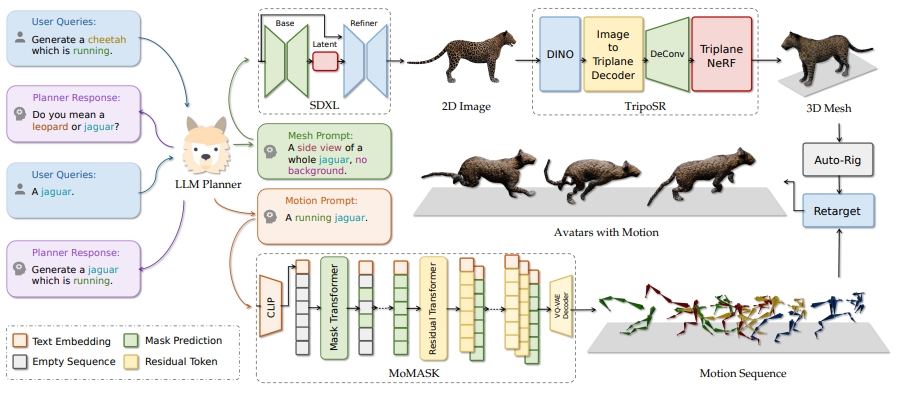 User Queries:
Generate a cheetah
which is running.
Planner Response:
Do you mean a
leopard or jaguar?
User Queries:
A jaguar.
Planner Response:
Generate a jaguar
which is running.
LLM Planner
Base
Refiner
Latent
SDXL
2D Image
DINO
Image
to
Triplane
Decoder
DeConv
Triplane
NeRF
TripoSR
3D Mesh
Mesh Prompt:
A side view of a
whole jaguar, no
background.
Motion Prompt:
A running jaguar.
Avatars with Motion
Auto-Rig
Retarget
CLIP
Mask Transformer
Residual Transformer
VQ-VAE
Decoder
MoMASK
Motion Sequence
Text Embedding
Mask Prediction
Empty Sequence
Residual Token